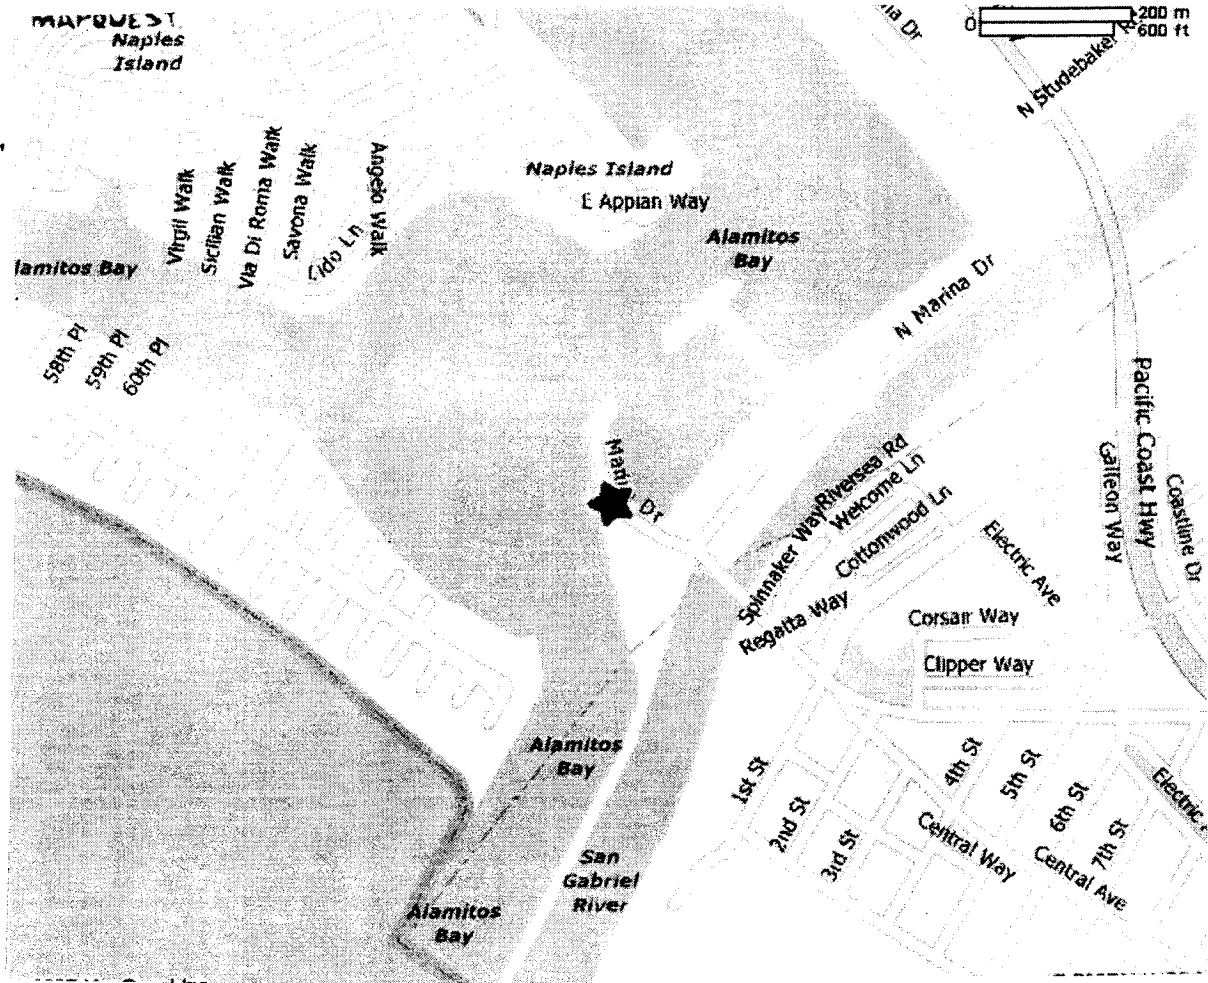 MAPQUEST
Naples
Island
0
200 m
600 ft
N Studebaker
Virgil Walk
Sicilian Walk
Via Di Roma Walk
Savona Walk
Lido Ln
Angelo Walk
Naples Island
E Appian Way
Alamitos
Bay
lamitos Bay
58th Pl
59th Pl
60th Pl
N Marina Dr
Pacific Coast Hwy
Galleon Way
Coastline Dr
Riversea Rd
Welcome Ln
Cottonwood Ln
Spinnaker Way
Regatta Way
Electric Ave
Corsair Way
Clipper Way
Alamitos
Bay
1st St
2nd St
3rd St
4th St
5th St
6th St
7th St
Central Way
Central Ave
Electric
San
Gabriel
River
Alamitos
Bay